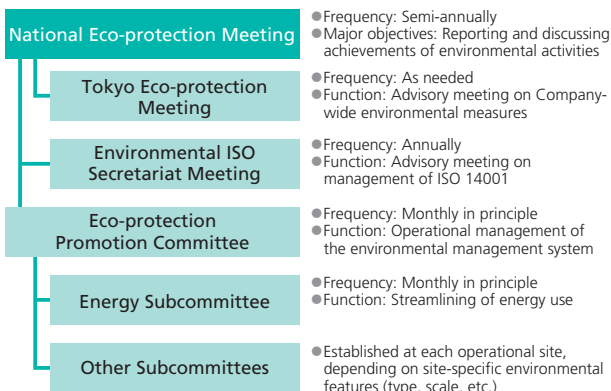 National Eco-protection Meeting
●Frequency: Semi-annually
●Major objectives: Reporting and discussing
achievements of environmental activities
Tokyo Eco-protection
Meeting
●Frequency: As needed
●Function: Advisory meeting on Company-
wide environmental measures
Environmental ISO
Secretariat Meeting
●Frequency: Annually
●Function: Advisory meeting on
management of ISO 14001
Eco-protection
Promotion Committee
●Frequency: Monthly in principle
●Function: Operational management of
the environmental management system
Energy Subcommittee
●Frequency: Monthly in principle
●Function: Streamlining of energy use
Other Subcommittees
●Established at each operational site,
depending on site-specific environmental
features (type, scale, etc.)